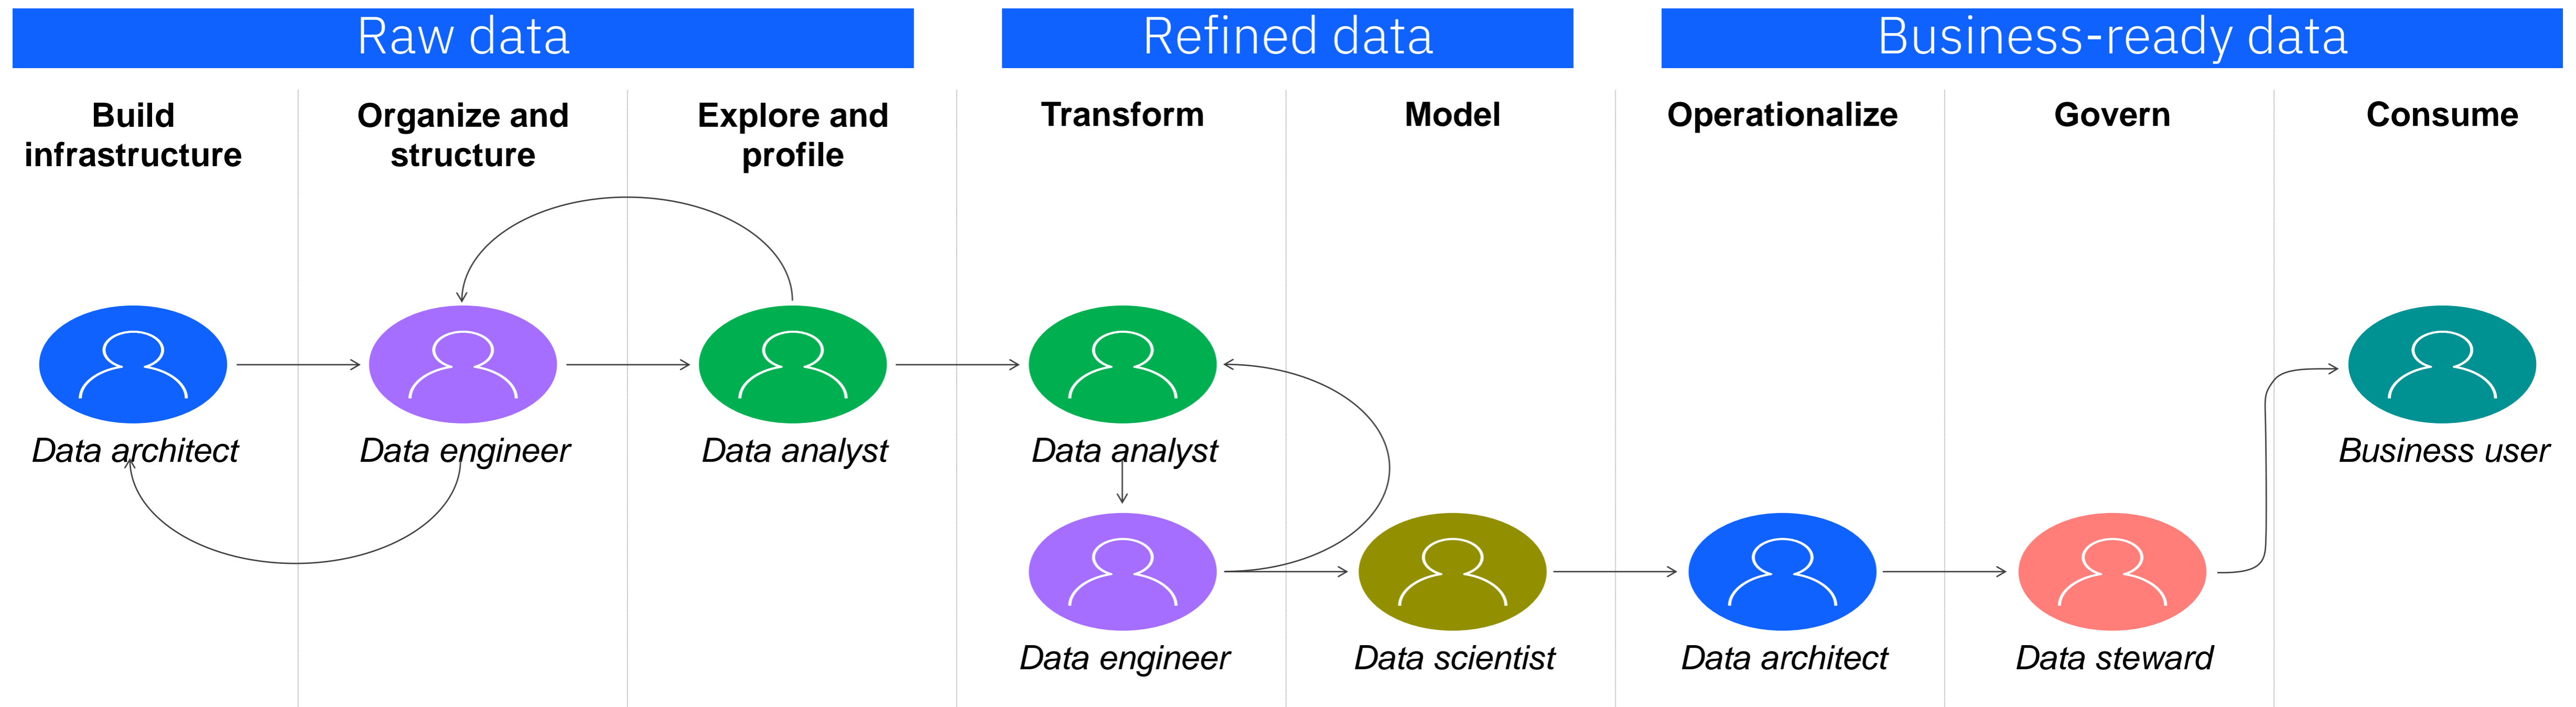 Raw data
Refined data
Business-ready data
Build
infrastructure
Organize and
structure
Explore and
profile
Transform
Model
Operationalize
Govern
Consume
Data architect
Data engineer
Data analyst
Data analyst
Business user
Data engineer
Data scientist
Data architect
Data steward